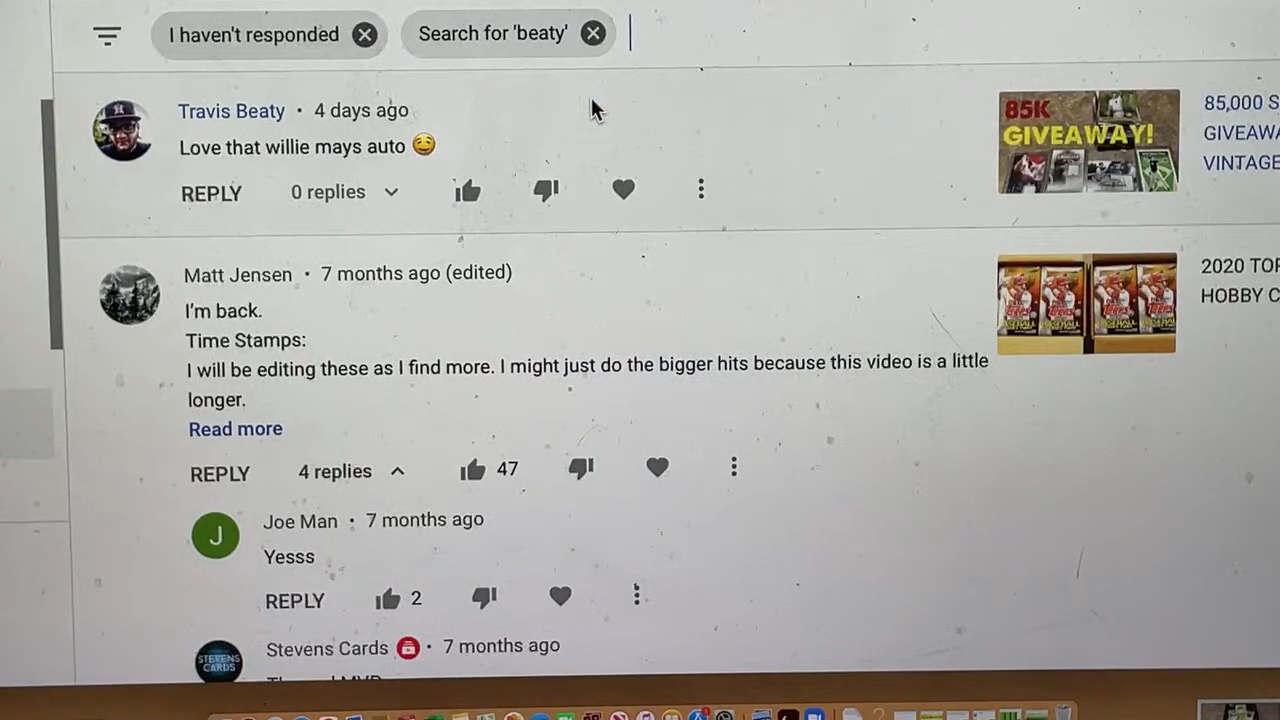 I haven't responded
Search for 'beaty'
Travis Beaty • 4 days ago
Love that willie mays auto 🤤
REPLY 0 replies
85K
GIVEAWAY!
85,000 S
GIVEAWA
VINTAGE
Matt Jensen • 7 months ago (edited)
I'm back.
Time Stamps:
I will be editing these as I find more. I might just do the bigger hits because this video is a little
longer.
Read more
REPLY 4 replies 47
2020 TOP
HOBBY C
J
Joe Man • 7 months ago
Yesss
REPLY 2
STEVENS
CARDS
Stevens Cards • 7 months ago